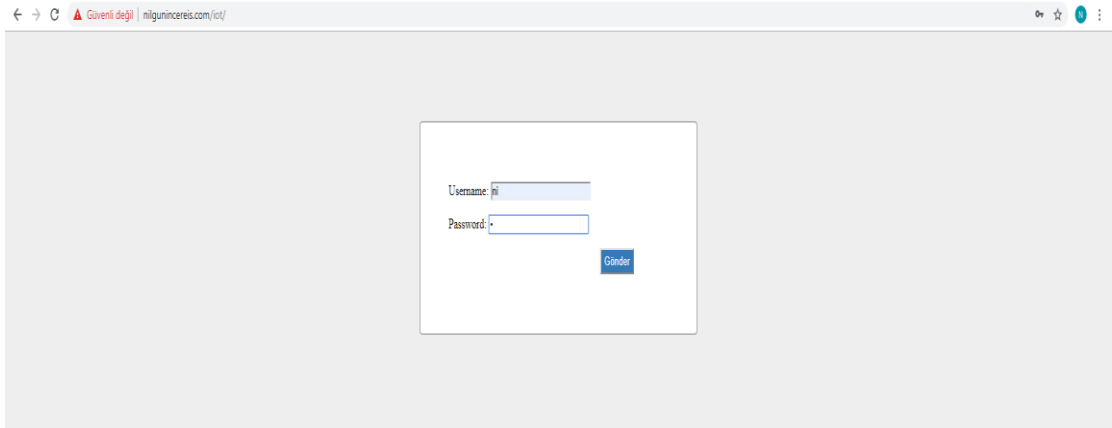 Güvenli değil | nilgunincereis.com/iot/
N
Username: ni
Password: •
Gönder